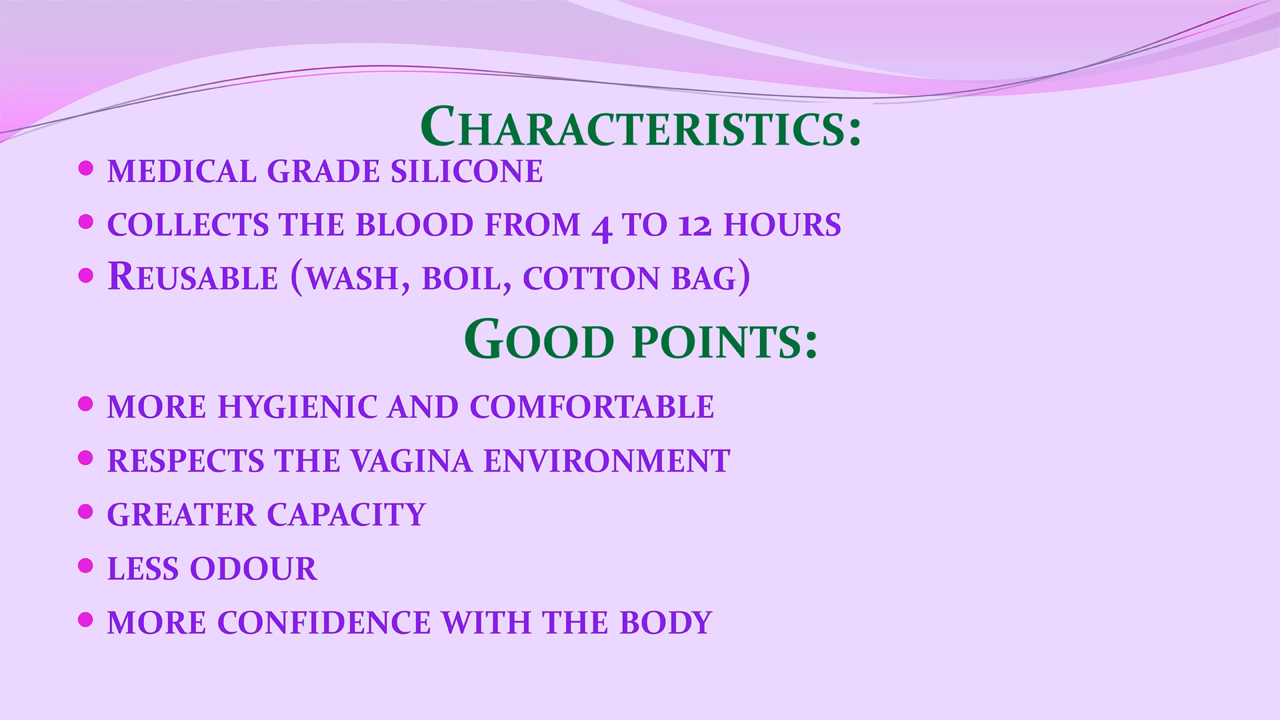 Characteristics:
• medical grade silicone
• collects the blood from 4 to 12 hours
• Reusable (wash, boil, cotton bag)
Good points:
• more hygienic and comfortable
• respects the vagina environment
• greater capacity
• less odour
• more confidence with the body